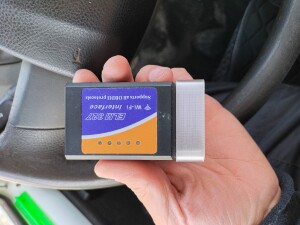 Supports all OBDII protocols
Wi-Fi
interface
ELM 327